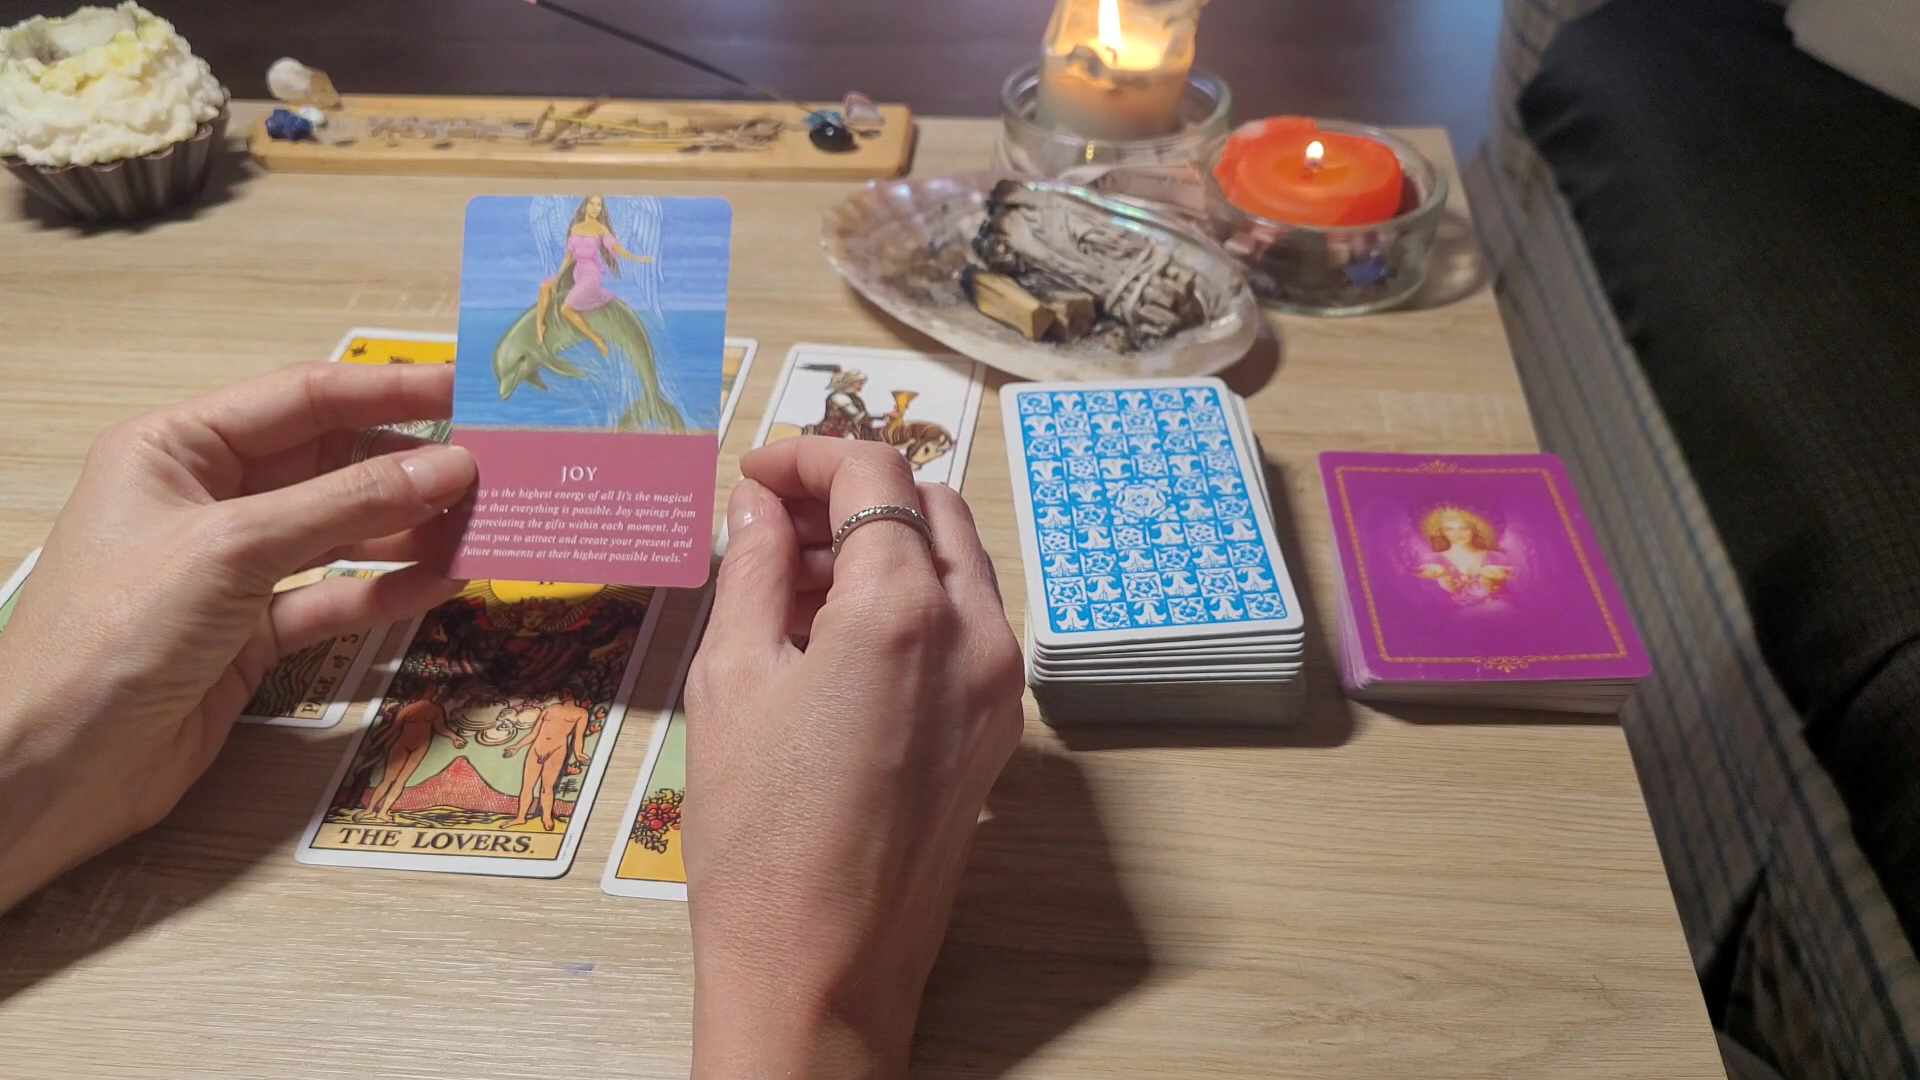 JOY
is the highest energy of all It's the magical
that everything is possible. Joy springs from
appreciating the gifts within each moment. Joy
allows you to attract and create your present and
future moments at their highest possible levels."
PAGE of
THE LOVERS.